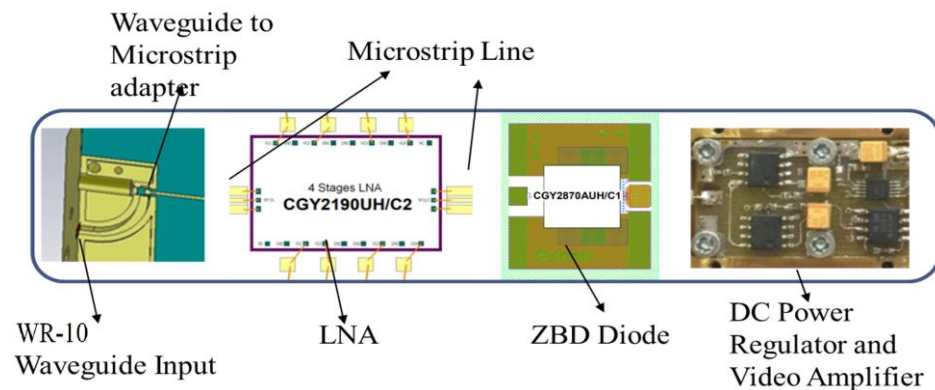 Waveguide to
Microstrip
adapter
Microstrip Line
4 Stages LNA
CGY2190UH/C2
CGY2870AUH/C1
WR-10
Waveguide Input
LNA
ZBD Diode
DC Power
Regulator and
Video Amplifier